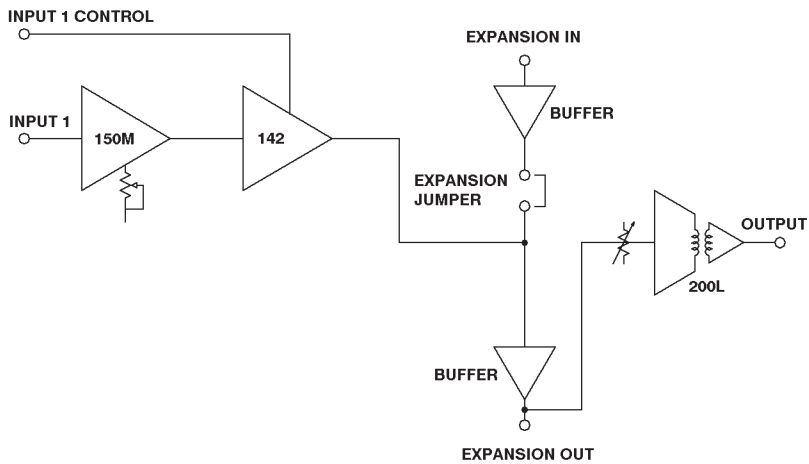 INPUT 1 CONTROL
EXPANSION IN
INPUT 1
150M
142
BUFFER
EXPANSION
JUMPER
OUTPUT
200L
BUFFER
EXPANSION OUT